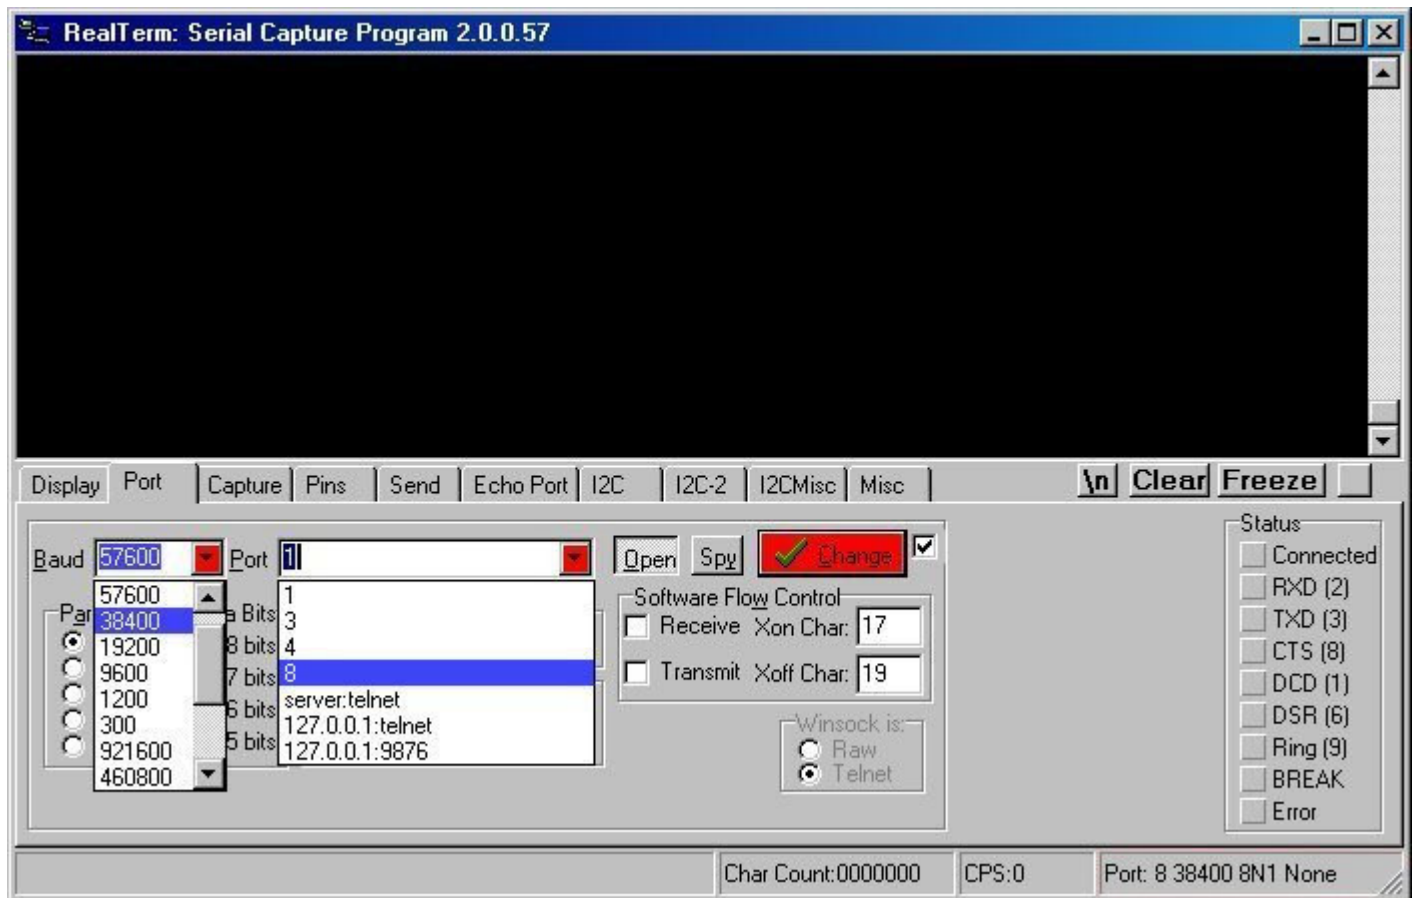 RealTerm: Serial Capture Program 2.0.0.57
Display Port Capture Pins Send Echo Port I2C I2C-2 I2CMisc Misc \n Clear Freeze
Baud 57600 Port 1 Open Spy Change
57600
38400
19200
9600
1200
300
921600
460800
Par
a Bits
8 bits
7 bits
6 bits
5 bits
1
3
4
8
server:telnet
127.0.0.1:telnet
127.0.0.1:9876
Software Flow Control
Receive Xon Char: 17
Transmit Xoff Char: 19
Winsock is:
Raw
Telnet
Status
Connected
RXD (2)
TXD (3)
CTS (8)
DCD (1)
DSR (6)
Ring (9)
BREAK
Error
Char Count:0000000 CPS:0 Port: 8 38400 8N1 None